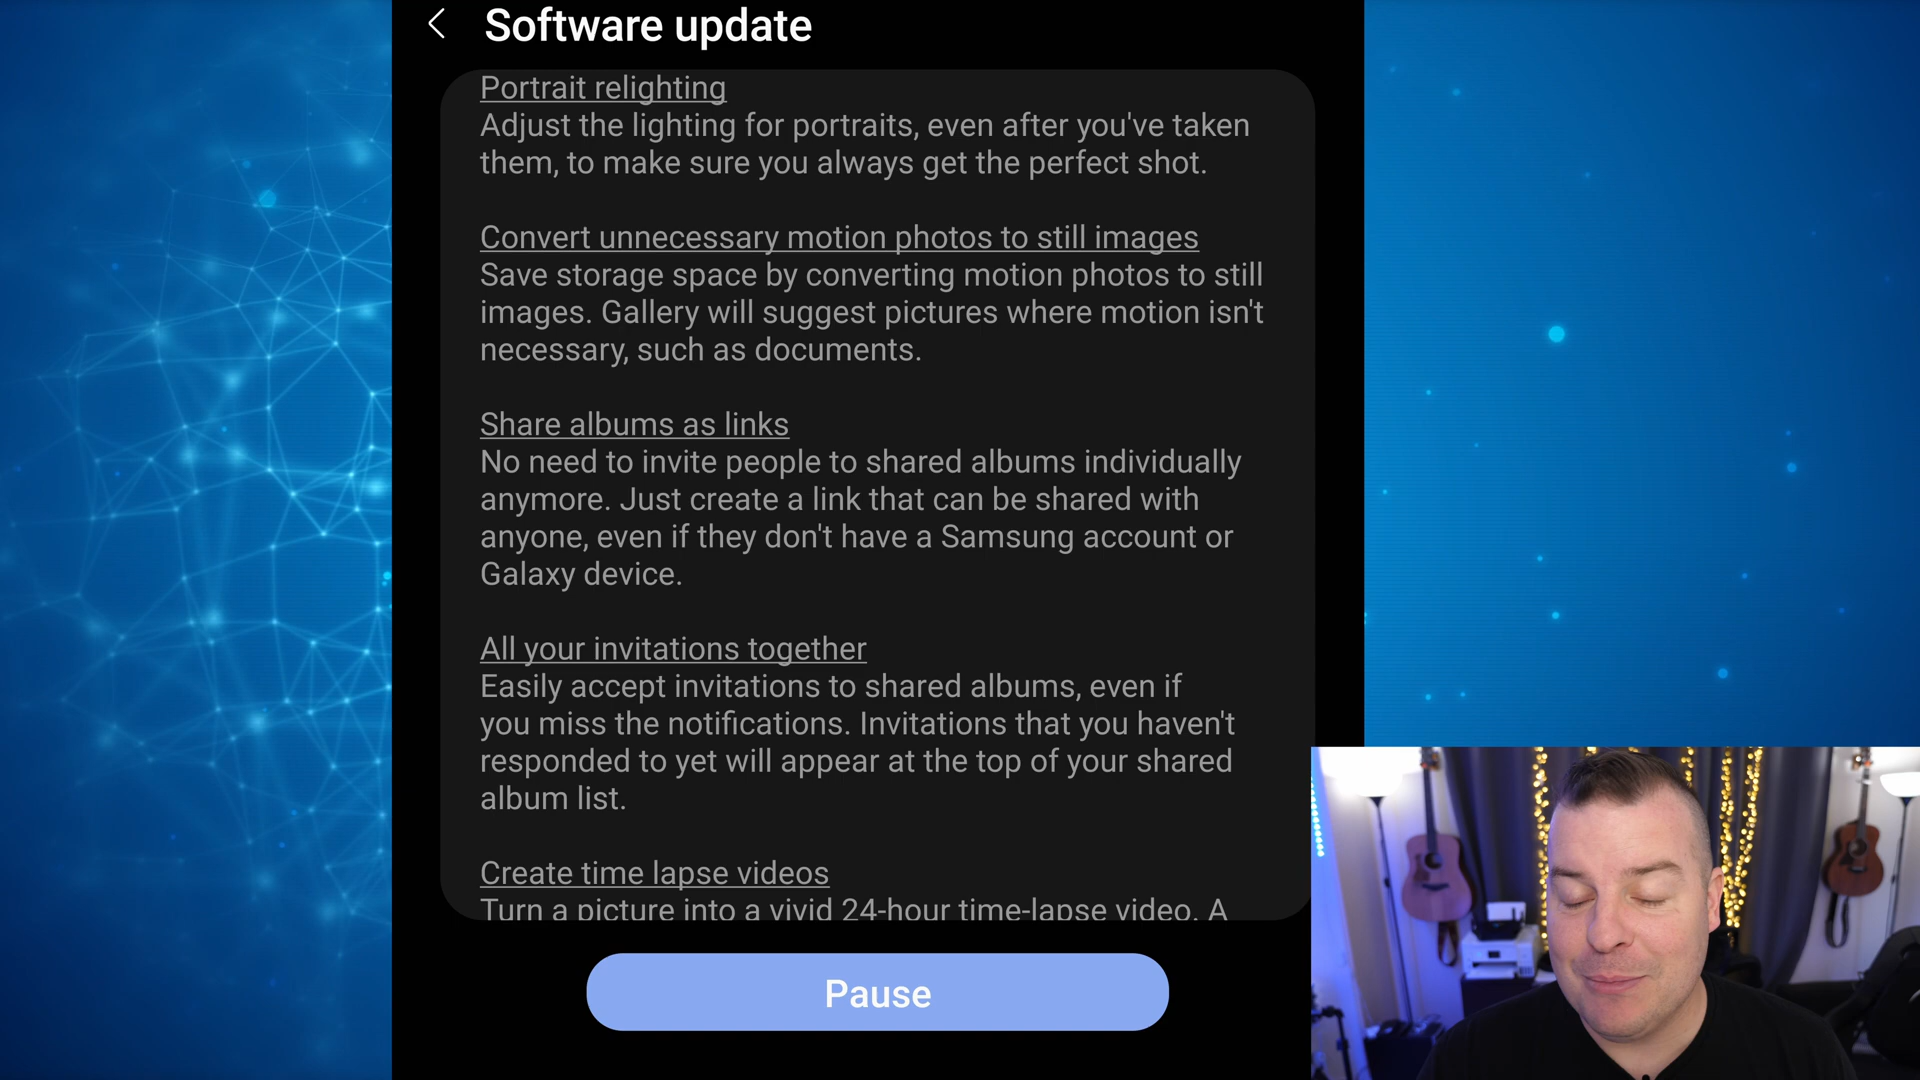 Software update
Portrait relighting
Adjust the lighting for portraits, even after you've taken
them, to make sure you always get the perfect shot.
Convert unnecessary motion photos to still images
Save storage space by converting motion photos to still
images. Gallery will suggest pictures where motion isn't
necessary, such as documents.
Share albums as links
No need to invite people to shared albums individually
anymore. Just create a link that can be shared with
anyone, even if they don't have a Samsung account or
Galaxy device.
All your invitations together
Easily accept invitations to shared albums, even if
you miss the notifications. Invitations that you haven't
responded to yet will appear at the top of your shared
album list.
Create time lapse videos
Turn a picture into a vivid 24-hour time-lapse video. A
Pause